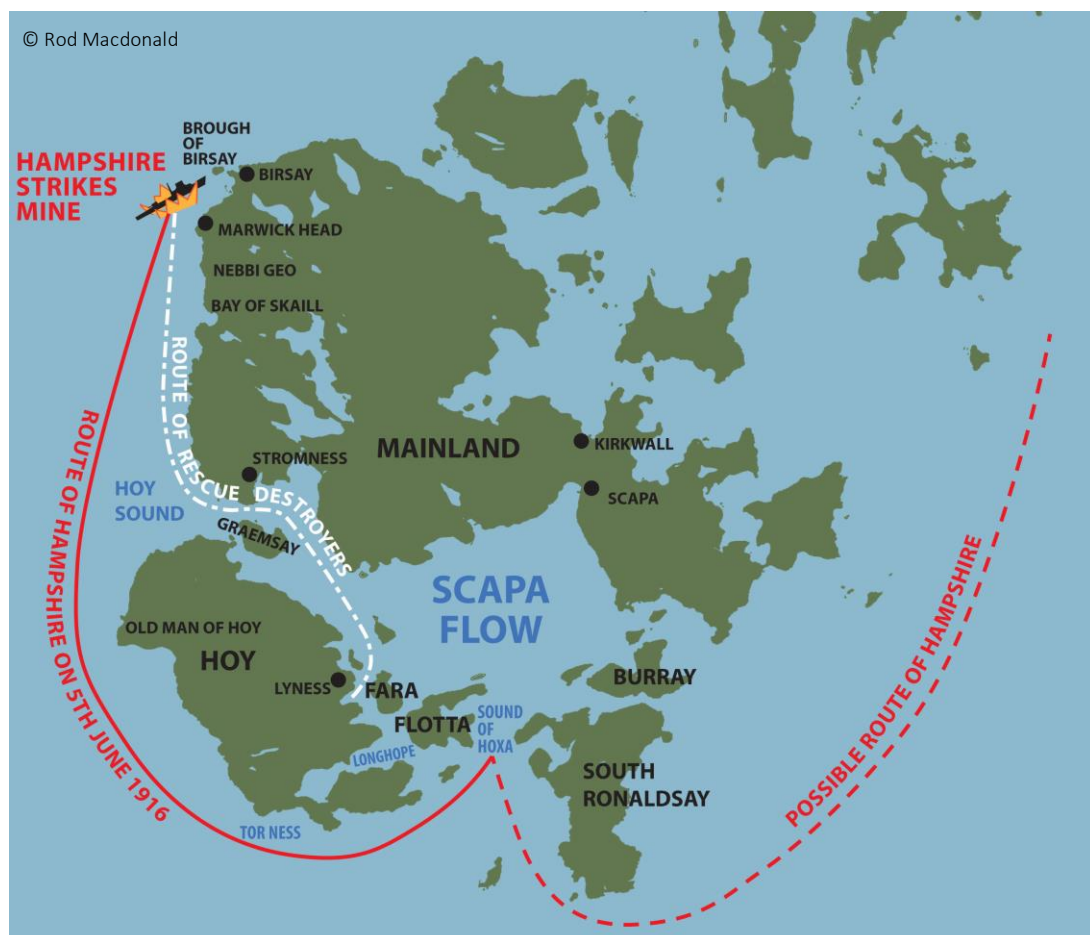 © Rod Macdonald
BROUGH
OF
BIRSAY
HAMPSHIRE
STRIKES
MINE
BIRSAY
MARWICK HEAD
NEBBI GEO
BAY OF SKAILL
ROUTE OF RESCUE DESTROYERS
ROUTE OF HAMPSHIRE ON 5TH JUNE 1916
MAINLAND
KIRKWALL
STROMNESS
SCAPA
HOY
SOUND
GRAEMSAY
SCAPA
FLOW
OLD MAN OF HOY
HOY
LYNESS
FARA
FLOTTA
SOUND
OF
HOXA
BURRAY
LONGHOPE
SOUTH
RONALDSAY
TOR NESS
POSSIBLE ROUTE OF HAMPSHIRE